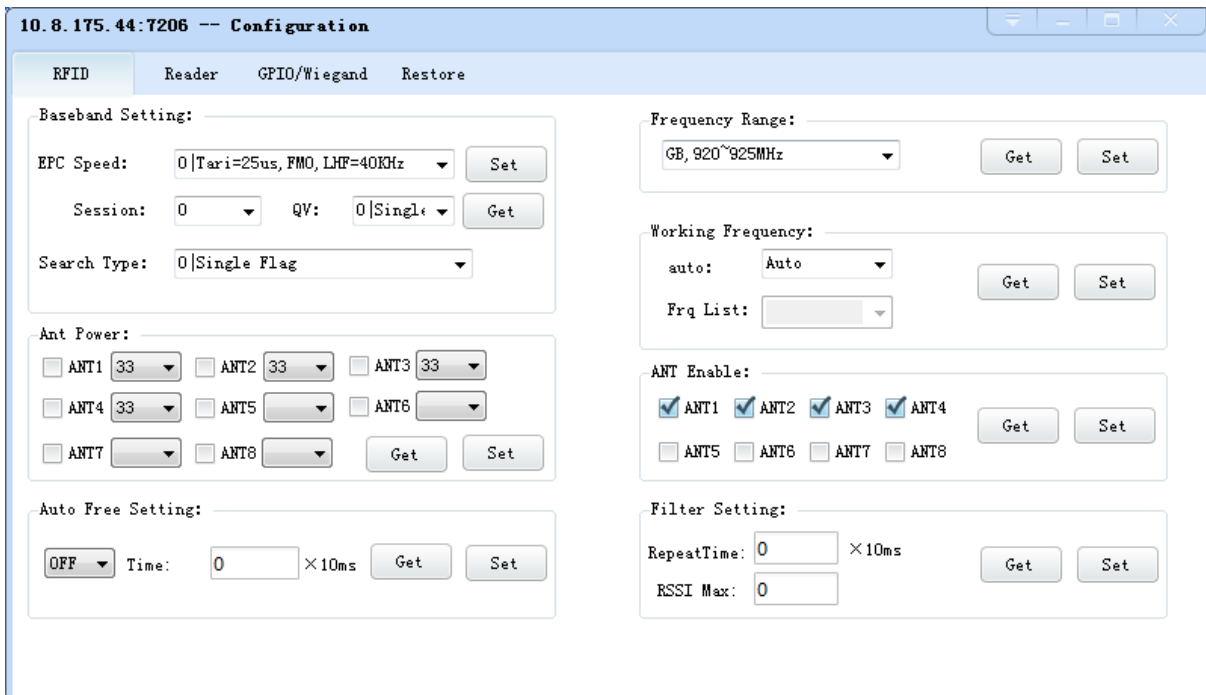 10.8.175.44:7206 -- Configuration
RFID Reader GPIO/Wiegand Restore
Baseband Setting:
EPC Speed: 0|Tari=25us, FM0, LHF=40KHz Set
Session: 0 QV: 0|Single Get
Search Type: 0|Single Flag
Ant Power:
ANT1 33 ANT2 33 ANT3 33
ANT4 33 ANT5 ANT6
ANT7 ANT8 Get Set
Auto Free Setting:
OFF Time: 0 ×10ms Get Set
Frequency Range:
GB, 920~925MHz Get Set
Working Frequency:
auto: Auto
Frq List:
Get Set
ANT Enable:
ANT1 ANT2 ANT3 ANT4
ANT5 ANT6 ANT7 ANT8
Get Set
Filter Setting:
RepeatTime: 0 ×10ms
RSSI Max: 0
Get Set